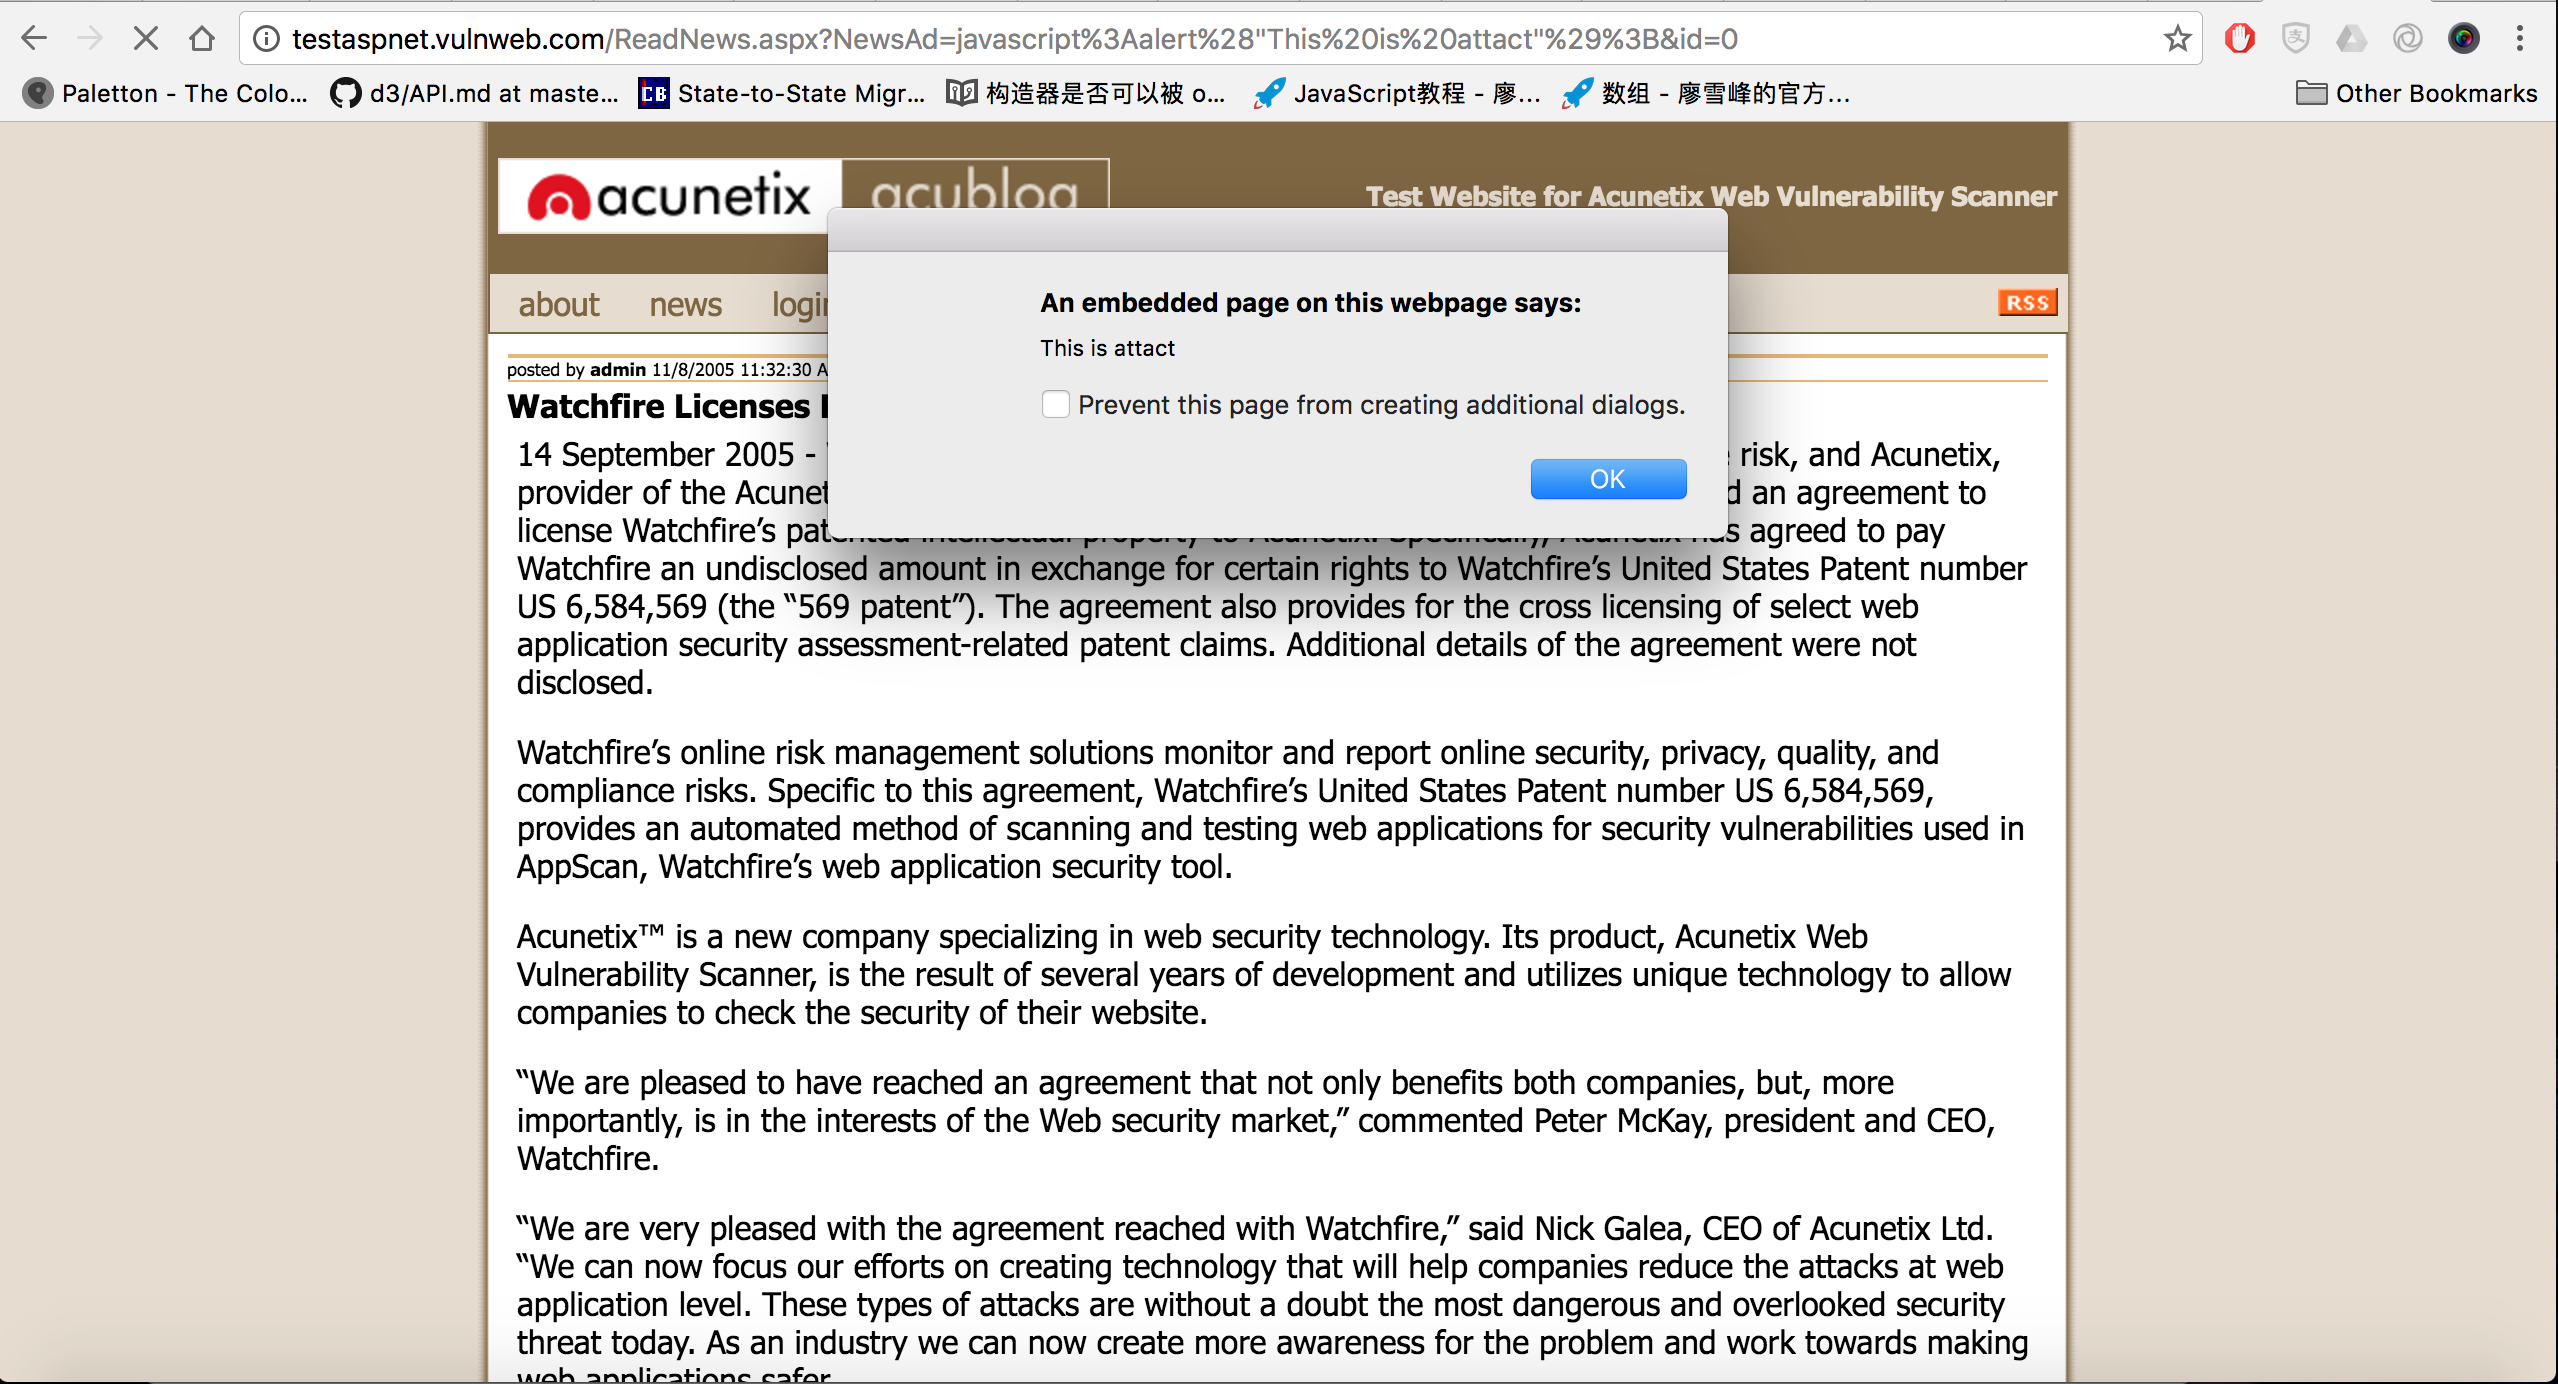 testaspnet.vulnweb.com/ReadNews.aspx?NewsAd=javascript%3Aalert%28"This%20is%20attact"%29%3B&id=0
Paletton - The Colo... d3/API.md at maste... CB State-to-State Migr... 构造器是否可以被 o... JavaScript教程 - 廖... 数组 - 廖雪峰的官方... Other Bookmarks
acunetix acublog Test Website for Acunetix Web Vulnerability Scanner
about news login RSS
An embedded page on this webpage says:
This is attact
Prevent this page from creating additional dialogs.
OK
posted by admin 11/8/2005 11:32:30 A
Watchfire Licenses
14 September 2005 - risk, and Acunetix,
provider of the Acunet an agreement to
license Watchfire's patented intellectual property to Acunetix. Specifically, Acunetix has agreed to pay
Watchfire an undisclosed amount in exchange for certain rights to Watchfire's United States Patent number
US 6,584,569 (the “569 patent”). The agreement also provides for the cross licensing of select web
application security assessment-related patent claims. Additional details of the agreement were not
disclosed.
Watchfire's online risk management solutions monitor and report online security, privacy, quality, and
compliance risks. Specific to this agreement, Watchfire's United States Patent number US 6,584,569,
provides an automated method of scanning and testing web applications for security vulnerabilities used in
AppScan, Watchfire's web application security tool.
Acunetix™ is a new company specializing in web security technology. Its product, Acunetix Web
Vulnerability Scanner, is the result of several years of development and utilizes unique technology to allow
companies to check the security of their website.
“We are pleased to have reached an agreement that not only benefits both companies, but, more
importantly, is in the interests of the Web security market,” commented Peter McKay, president and CEO,
Watchfire.
“We are very pleased with the agreement reached with Watchfire,” said Nick Galea, CEO of Acunetix Ltd.
“We can now focus our efforts on creating technology that will help companies reduce the attacks at web
application level. These types of attacks are without a doubt the most dangerous and overlooked security
threat today. As an industry we can now create more awareness for the problem and work towards making
web applications safer